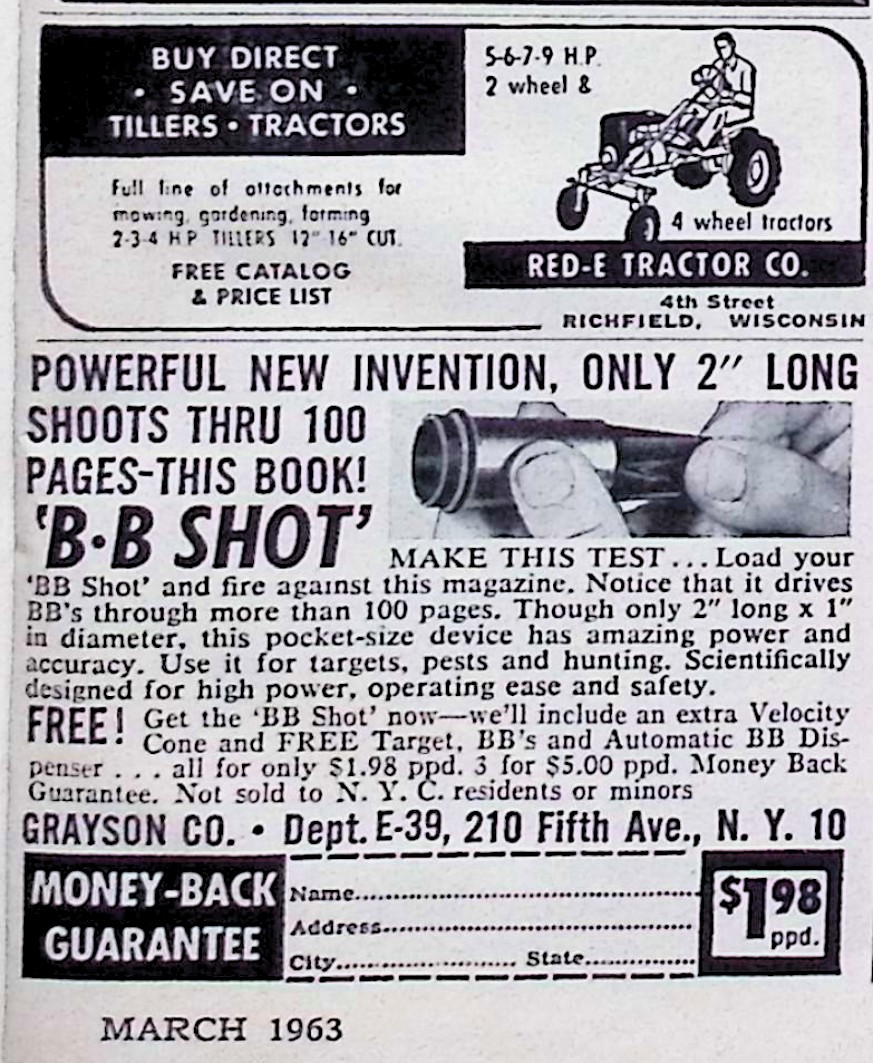 BUY DIRECT
• SAVE ON •
TILLERS • TRACTORS
Full line of attachments for
mowing, gardening, farming
2-3-4 H P TILLERS 12" 16" CUT.
FREE CATALOG
& PRICE LIST
5-6-7-9 H.P.
2 wheel &
4 wheel tractors
RED-E TRACTOR CO.
4th Street
RICHFIELD, WISCONSIN
POWERFUL NEW INVENTION, ONLY 2" LONG
SHOOTS THRU 100
PAGES-THIS BOOK!
'B•B SHOT'
MAKE THIS TEST...Load your
'BB Shot' and fire against this magazine. Notice that it drives
BB's through more than 100 pages. Though only 2" long x 1"
in diameter, this pocket-size device has amazing power and
accuracy. Use it for targets, pests and hunting. Scientifically
designed for high power, operating ease and safety.
FREE! Get the 'BB Shot' now—we'll include an extra Velocity
Cone and FREE Target, BB's and Automatic BB Dis-
penser . . . all for only $1.98 ppd. 3 for $5.00 ppd. Money Back
Guarantee. Not sold to N. Y. C. residents or minors
GRAYSON CO. • Dept. E-39, 210 Fifth Ave., N. Y. 10
MONEY-BACK
GUARANTEE
Name
Address
City State
$1.98
ppd.
MARCH 1963